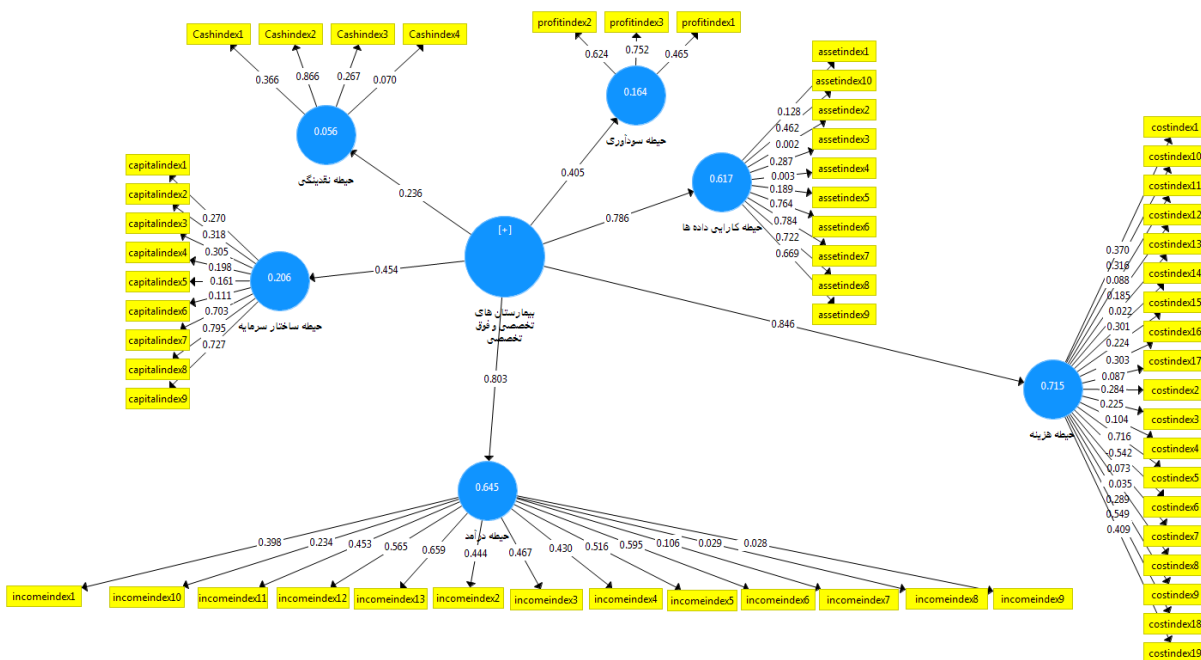 Cashindex1
Cashindex2
Cashindex3
Cashindex4
0.366
0.866
0.267
0.070
0.056
حیطه نقدینگی
0.236
profitindex2
profitindex3
profitindex1
0.624
0.752
0.465
0.164
حیطه سودآوری
0.405
assetindex1
assetindex10
assetindex2
assetindex3
assetindex4
assetindex5
assetindex6
assetindex7
assetindex8
assetindex9
0.128
0.462
0.002
0.287
0.003
0.189
0.764
0.784
0.722
0.669
0.617
حیطه کارایی داده ها
0.786
capitalindex1
capitalindex2
capitalindex3
capitalindex4
capitalindex5
capitalindex6
capitalindex7
capitalindex8
capitalindex9
0.270
0.318
0.305
0.198
0.161
0.111
0.703
0.795
0.727
0.206
حیطه ساختار سرمایه
0.454
[+]
بیمارستان های
تخصصی و فوق
تخصصی
0.846
costindex1
costindex10
costindex11
costindex12
costindex13
costindex14
costindex15
costindex16
costindex17
costindex2
costindex3
costindex4
costindex5
costindex6
costindex7
costindex8
costindex9
costindex18
costindex19
0.370
0.316
0.088
0.185
0.022
0.301
0.224
0.303
0.087
0.284
0.225
0.104
0.716
0.542
0.073
0.035
0.289
0.549
0.409
0.715
حیطه هزینه
0.803
0.645
حیطه درآمد
0.398
0.234
0.453
0.565
0.659
0.444
0.467
0.430
0.516
0.595
0.106
0.029
0.028
incomeindex1
incomeindex10
incomeindex11
incomeindex12
incomeindex13
incomeindex2
incomeindex3
incomeindex4
incomeindex5
incomeindex6
incomeindex7
incomeindex8
incomeindex9